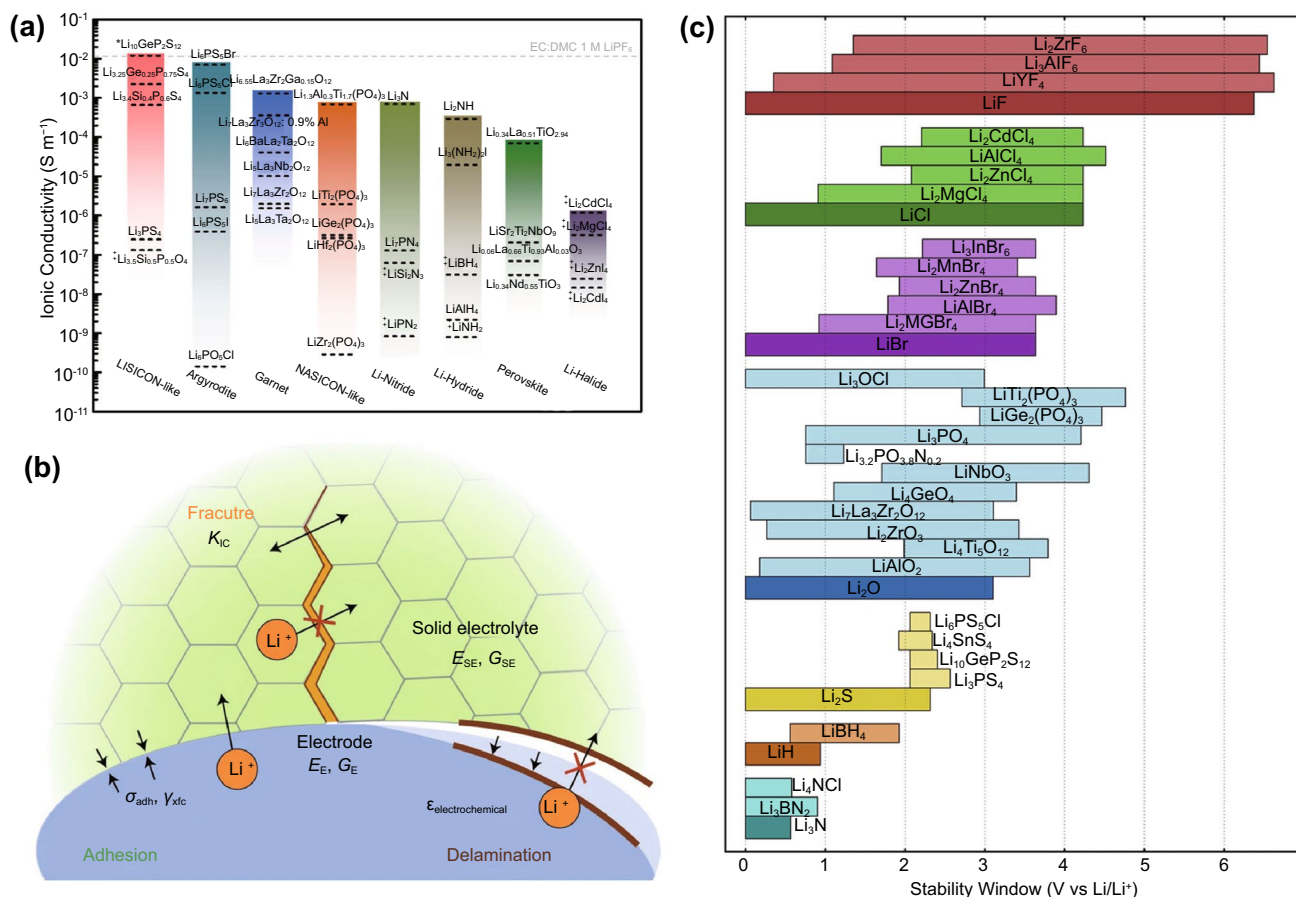 (a)
Ionic Conductivity (S m⁻¹)
10⁻¹
10⁻²
10⁻³
10⁻⁴
10⁻⁵
10⁻⁶
10⁻⁷
10⁻⁸
10⁻⁹
10⁻¹⁰
10⁻¹¹
EC:DMC 1 M LiPF₆
*Li₁₀GeP₂S₁₂
Li₃.₂₅Ge₀.₂₅P₀.₇₅S₄
Li₃.₄Si₀.₄P₀.₆S₄
Li₃PS₄
‡Li₃.₅Si₀.₅P₀.₅O₄
LISICON-like
Li₆PS₅Br
Li₆PS₅Cl
Li₇PS₆
Li₆PS₅I
Li₆PO₅Cl
Argyrodite
Li₆.₅₅La₃Zr₂Ga₀.₁₅O₁₂
Li₇La₃Zr₃O₁₂: 0.9% Al
Li₆BaLa₂Ta₂O₁₂
Li₅La₃Nb₂O₁₂
Li₇La₃Zr₂O₁₂
Li₅La₃Ta₂O₁₂
Garnet
Li₁.₃Al₀.₃Ti₁.₇(PO₄)₃
LiTi₂(PO₄)₃
LiGe₂(PO₄)₃
LiHf₂(PO₄)₃
LiZr₂(PO₄)₃
NASICON-like
Li₃N
Li₇PN₄
‡LiSi₂N₃
‡LiPN₂
Li-Nitride
Li₂NH
Li₃(NH₂)₂I
‡LiBH₄
LiAlH₄
‡LiNH₂
Li-Hydride
Li₀.₃₄La₀.₅₁TiO₂.₉₄
LiSr₂Ti₂NbO₉
Li₀.₀₆La₀.₆₆Ti₀.₉₃Al₀.₀₃O₃
Li₀.₃₄Nd₀.₅₅TiO₃
Perovskite
‡Li₂CdCl₄
‡Li₂MgCl₄
‡Li₂ZnI₄
‡Li₂CdI₄
Li-Halide
(b)
Fracutre
K_IC
Li⁺
Solid electrolyte
E_SE, G_SE
Electrode
E_E, G_E
Li⁺
σ_adh, γ_xfc
ε_electrochemical
Li⁺
Adhesion
Delamination
(c)
Li₂ZrF₆
Li₃AlF₆
LiYF₄
LiF
Li₂CdCl₄
LiAlCl₄
Li₂ZnCl₄
Li₂MgCl₄
LiCl
Li₃InBr₆
Li₂MnBr₄
Li₂ZnBr₄
LiAlBr₄
Li₂MGBr₄
LiBr
Li₃OCl
LiTi₂(PO₄)₃
LiGe₂(PO₄)₃
Li₃PO₄
Li₃.₂PO₃.₈N₀.₂
LiNbO₃
Li₄GeO₄
Li₇La₃Zr₂O₁₂
Li₂ZrO₃
Li₄Ti₅O₁₂
LiAlO₂
Li₂O
Li₆PS₅Cl
Li₄SnS₄
Li₁₀GeP₂S₁₂
Li₃PS₄
Li₂S
LiBH₄
LiH
Li₄NCl
Li₃BN₂
Li₃N
0 1 2 3 4 5 6
Stability Window (V vs Li/Li⁺)